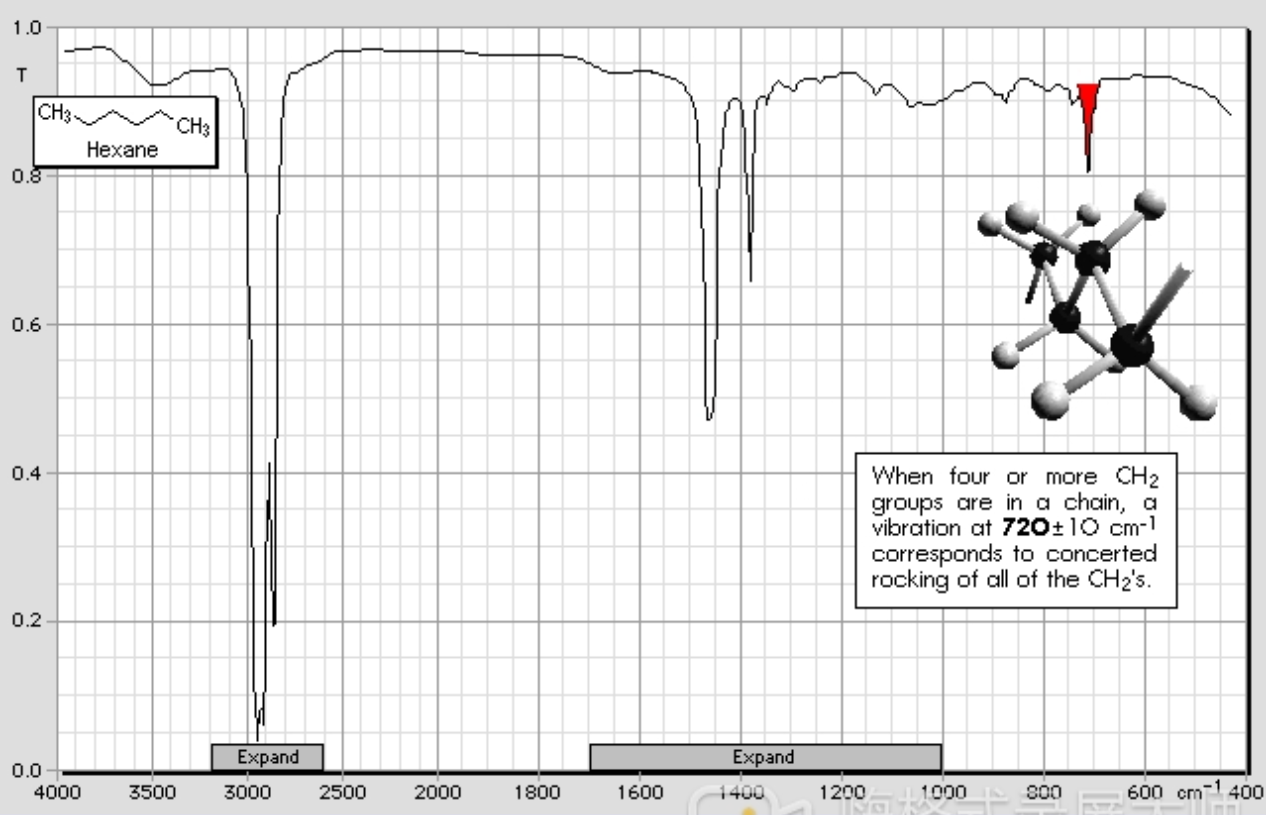 1.0
T
CH₃ CH₃
Hexane
0.8
0.6
0.4
When four or more CH₂
groups are in a chain, a
vibration at 720±10 cm⁻¹
corresponds to concerted
rocking of all of the CH₂'s.
0.2
Expand Expand
0.0
4000 3500 3000 2500 2000 1800 1600 1400 1200 1000 800 600 cm⁻¹ 400